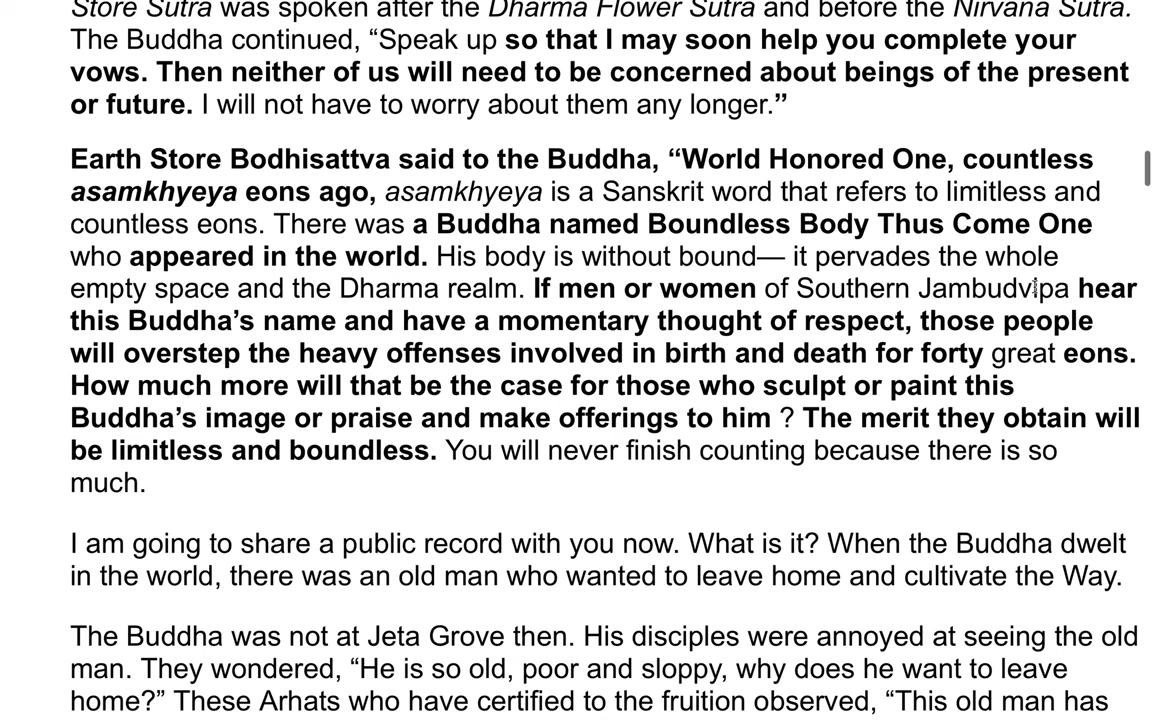 Store Sutra was spoken after the Dharma Flower Sutra and before the Nirvana Sutra.
The Buddha continued, “Speak up so that I may soon help you complete your
vows. Then neither of us will need to be concerned about beings of the present
or future. I will not have to worry about them any longer.”
Earth Store Bodhisattva said to the Buddha, “World Honored One, countless
asamkhyeya eons ago, asamkhyeya is a Sanskrit word that refers to limitless and
countless eons. There was a Buddha named Boundless Body Thus Come One
who appeared in the world. His body is without bound— it pervades the whole
empty space and the Dharma realm. If men or women of Southern Jambudvipa hear
this Buddha’s name and have a momentary thought of respect, those people
will overstep the heavy offenses involved in birth and death for forty great eons.
How much more will that be the case for those who sculpt or paint this
Buddha’s image or praise and make offerings to him ? The merit they obtain will
be limitless and boundless. You will never finish counting because there is so
much.
I am going to share a public record with you now. What is it? When the Buddha dwelt
in the world, there was an old man who wanted to leave home and cultivate the Way.
The Buddha was not at Jeta Grove then. His disciples were annoyed at seeing the old
man. They wondered, “He is so old, poor and sloppy, why does he want to leave
home?” These Arhats who have certified to the fruition observed, “This old man has